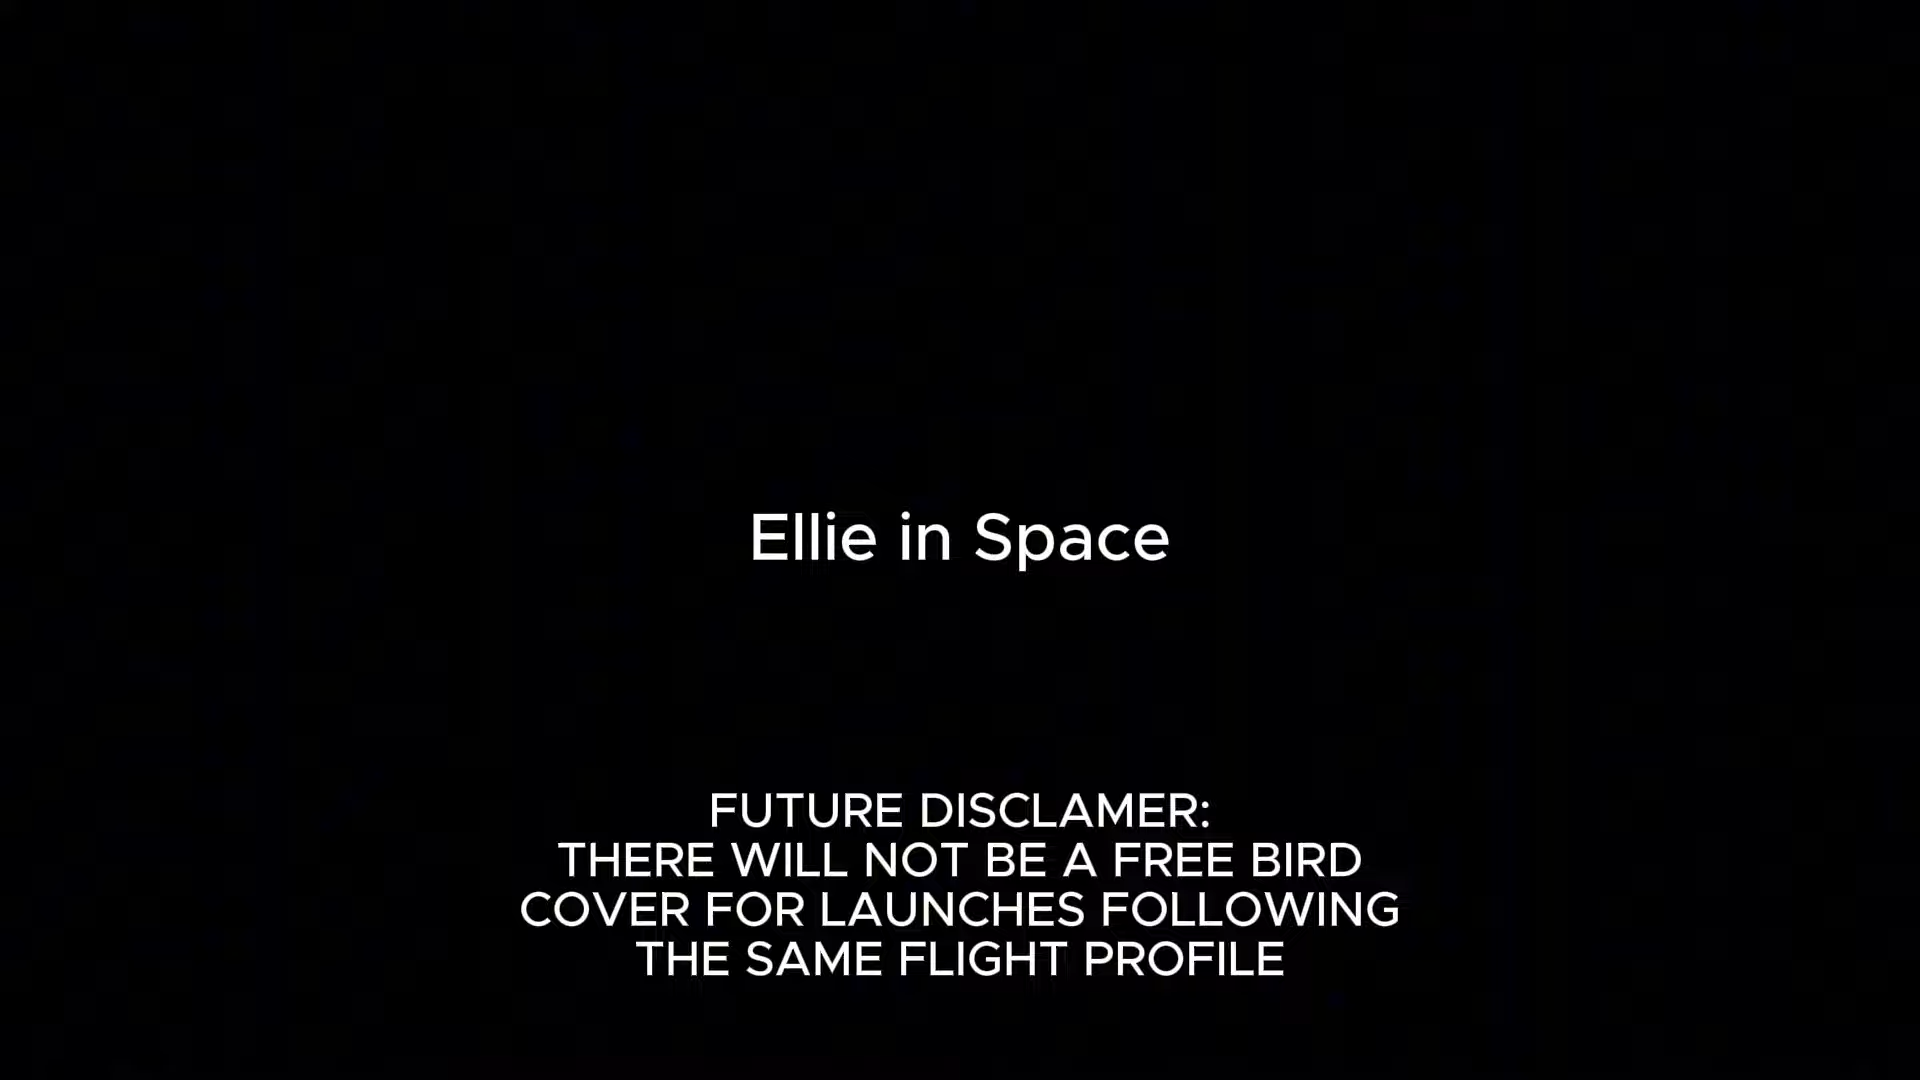 Ellie in Space
FUTURE DISCLAMER:
THERE WILL NOT BE A FREE BIRD
COVER FOR LAUNCHES FOLLOWING
THE SAME FLIGHT PROFILE